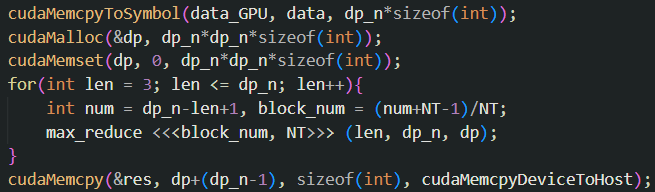 cudaMemcpyToSymbol(data_GPU, data, dp_n*sizeof(int));
cudaMalloc(&dp, dp_n*dp_n*sizeof(int));
cudaMemset(dp, 0, dp_n*dp_n*sizeof(int));
for(int len = 3; len <= dp_n; len++){
    int num = dp_n-len+1, block_num = (num+NT-1)/NT;
    max_reduce <<<block_num, NT>>> (len, dp_n, dp);
}
cudaMemcpy(&res, dp+(dp_n-1), sizeof(int), cudaMemcpyDeviceToHost);